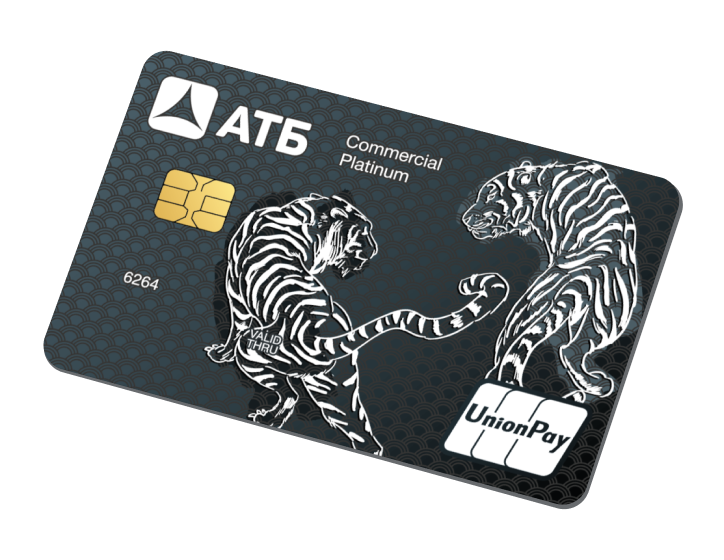 АТБ
Commercial
Platinum
6264
VALID
THRU
UnionPay